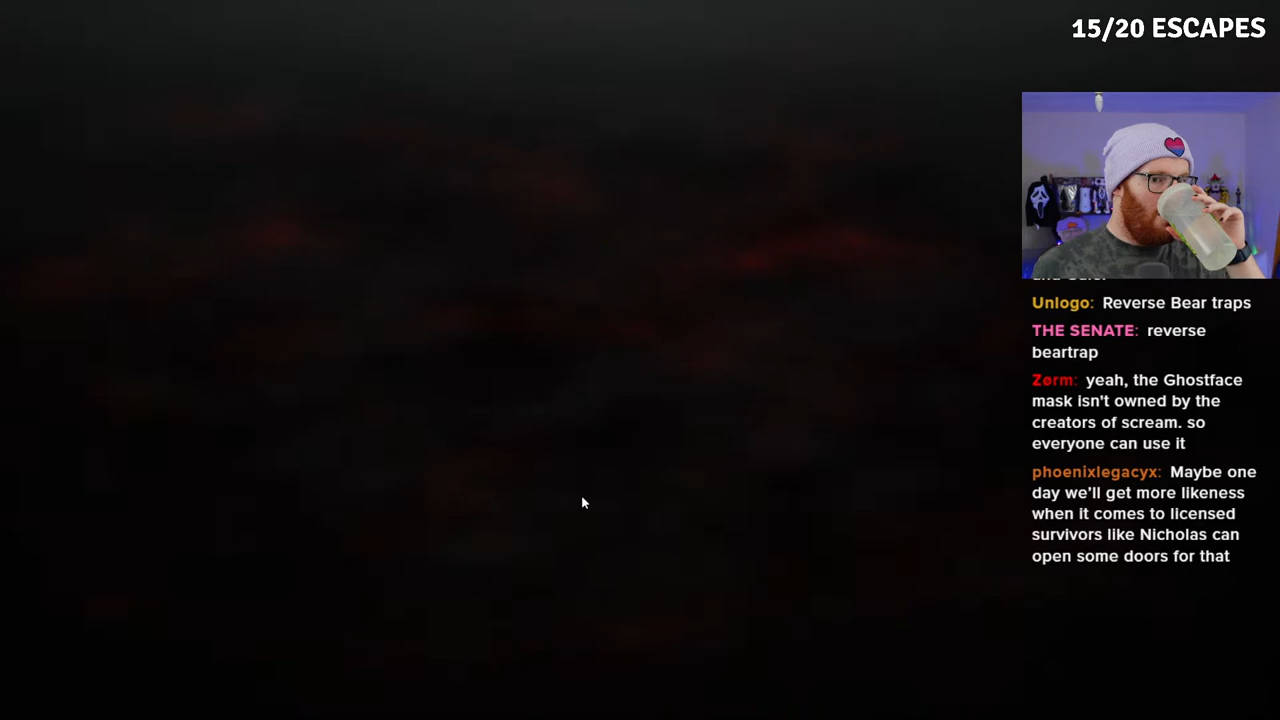 15/20 ESCAPES
Unlogo: Reverse Bear traps
THE SENATE: reverse
beartrap
Zørm: yeah, the Ghostface
mask isn't owned by the
creators of scream. so
everyone can use it
phoenixlegacyx: Maybe one
day we'll get more likeness
when it comes to licensed
survivors like Nicholas can
open some doors for that